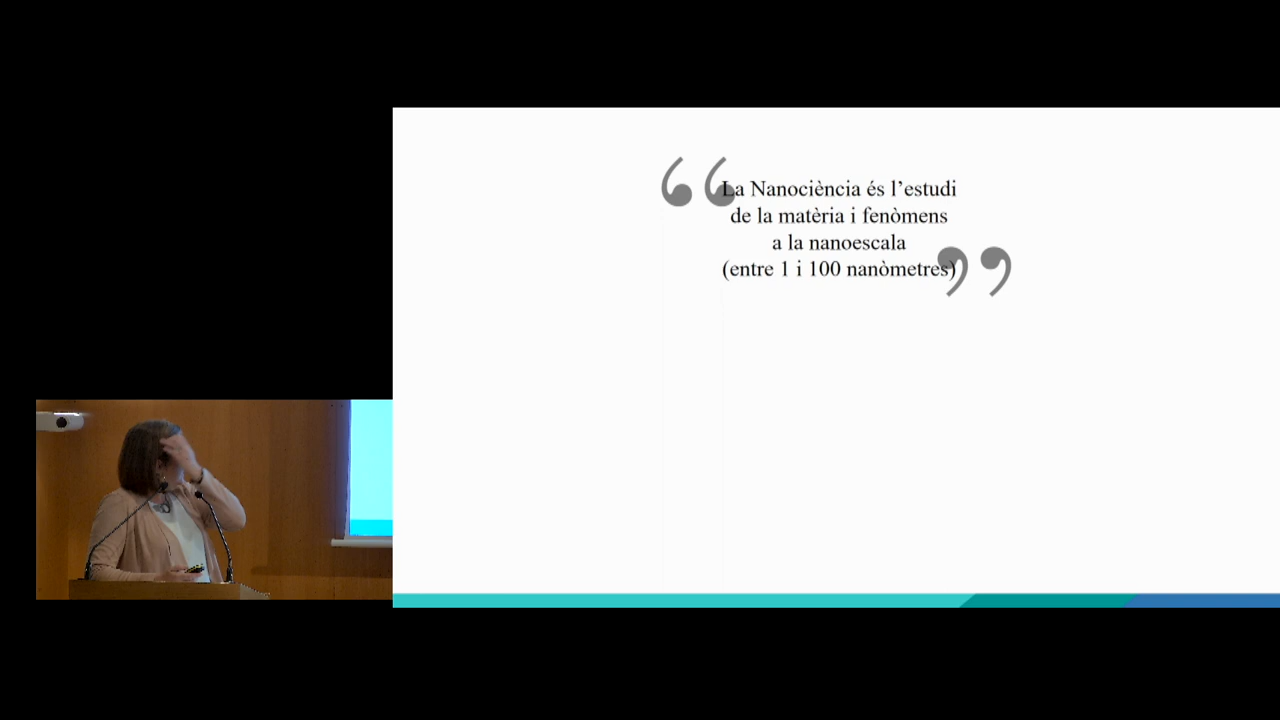 La Nanociència és l’estudi
de la matèria i fenòmens
a la nanoescala
(entre 1 i 100 nanòmetres)